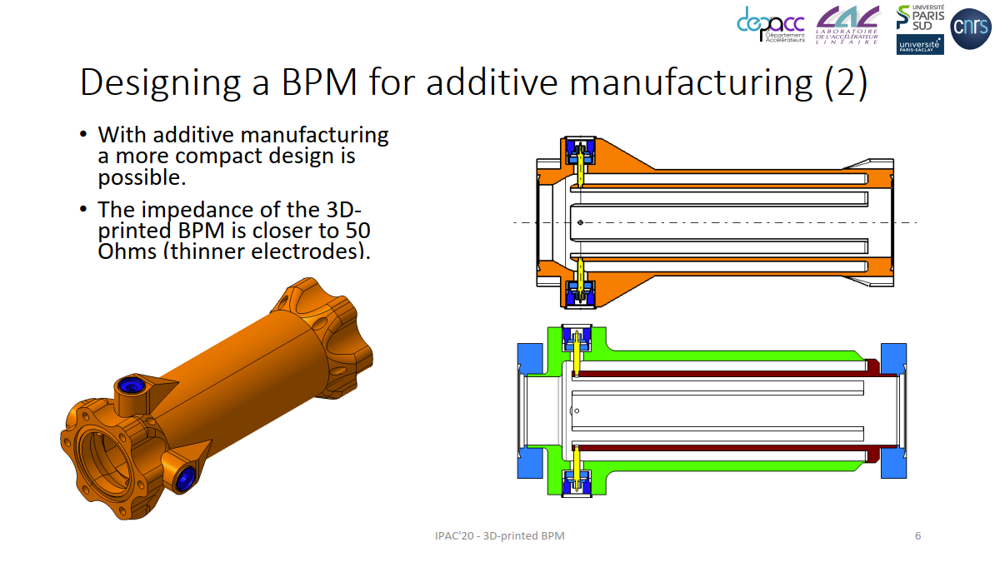 depacc
Département
Accélérateurs
LAL
LABORATOIRE
DE L'ACCÉLÉRATEUR
LINÉAIRE
UNIVERSITÉ
PARIS
SUD
université
PARIS-SACLAY
cnrs
Designing a BPM for additive manufacturing (2)
• With additive manufacturing
a more compact design is
possible.
• The impedance of the 3D-
printed BPM is closer to 50
Ohms (thinner electrodes).
IPAC'20 - 3D-printed BPM
6